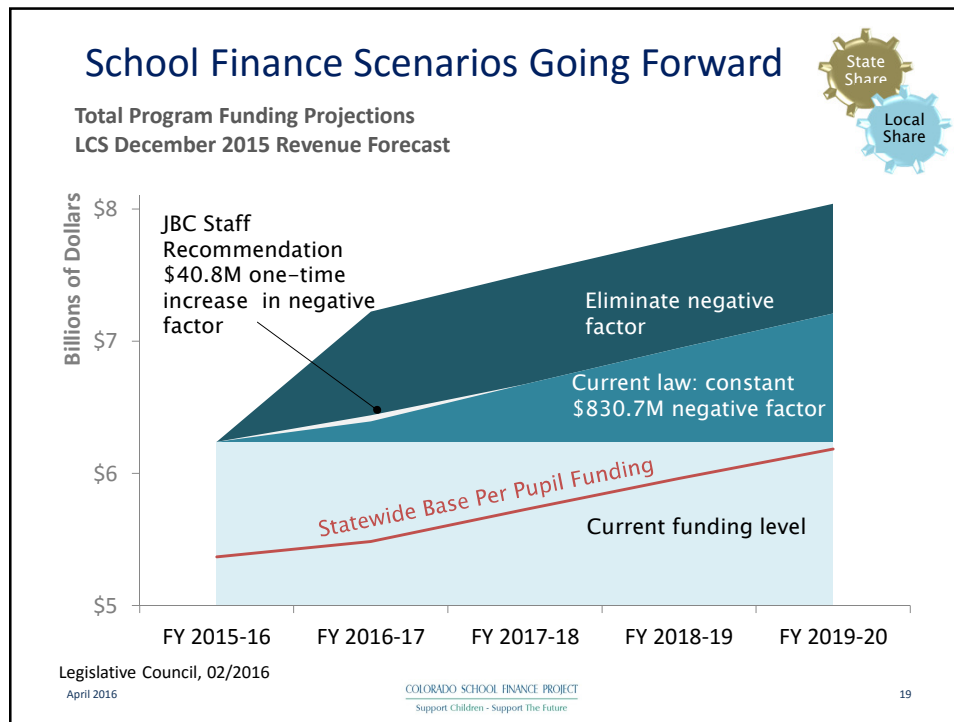 School Finance Scenarios Going Forward
State
Share
Local
Share
Total Program Funding Projections
LCS December 2015 Revenue Forecast
Billions of Dollars
$8
$7
$6
$5
JBC Staff
Recommendation
$40.8M one-time
increase in negative
factor
Eliminate negative
factor
Current law: constant
$830.7M negative factor
Statewide Base Per Pupil Funding
Current funding level
FY 2015-16 FY 2016-17 FY 2017-18 FY 2018-19 FY 2019-20
Legislative Council, 02/2016
April 2016
COLORADO SCHOOL FINANCE PROJECT
Support Children - Support The Future
19